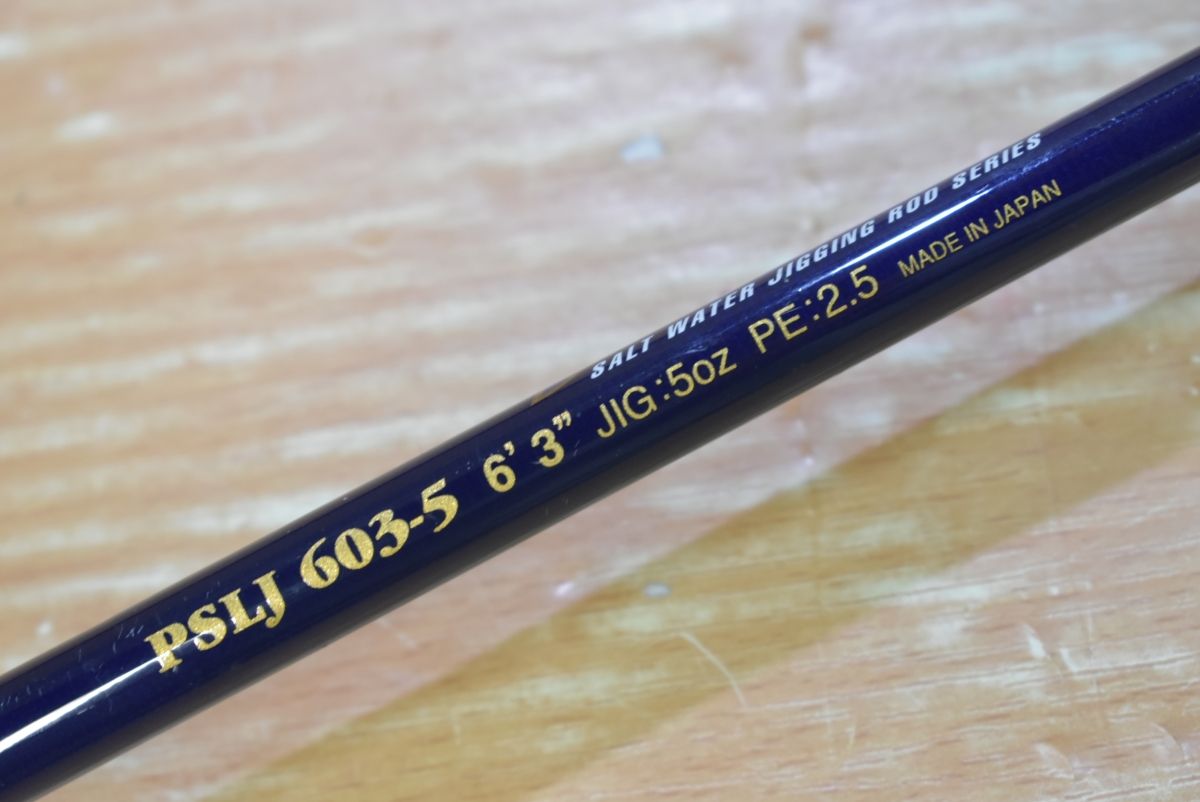 SALT WATER JIGGING ROD SERIES
PSLJ 603-5 6’ 3” JIG:5oz PE:2.5 MADE IN JAPAN